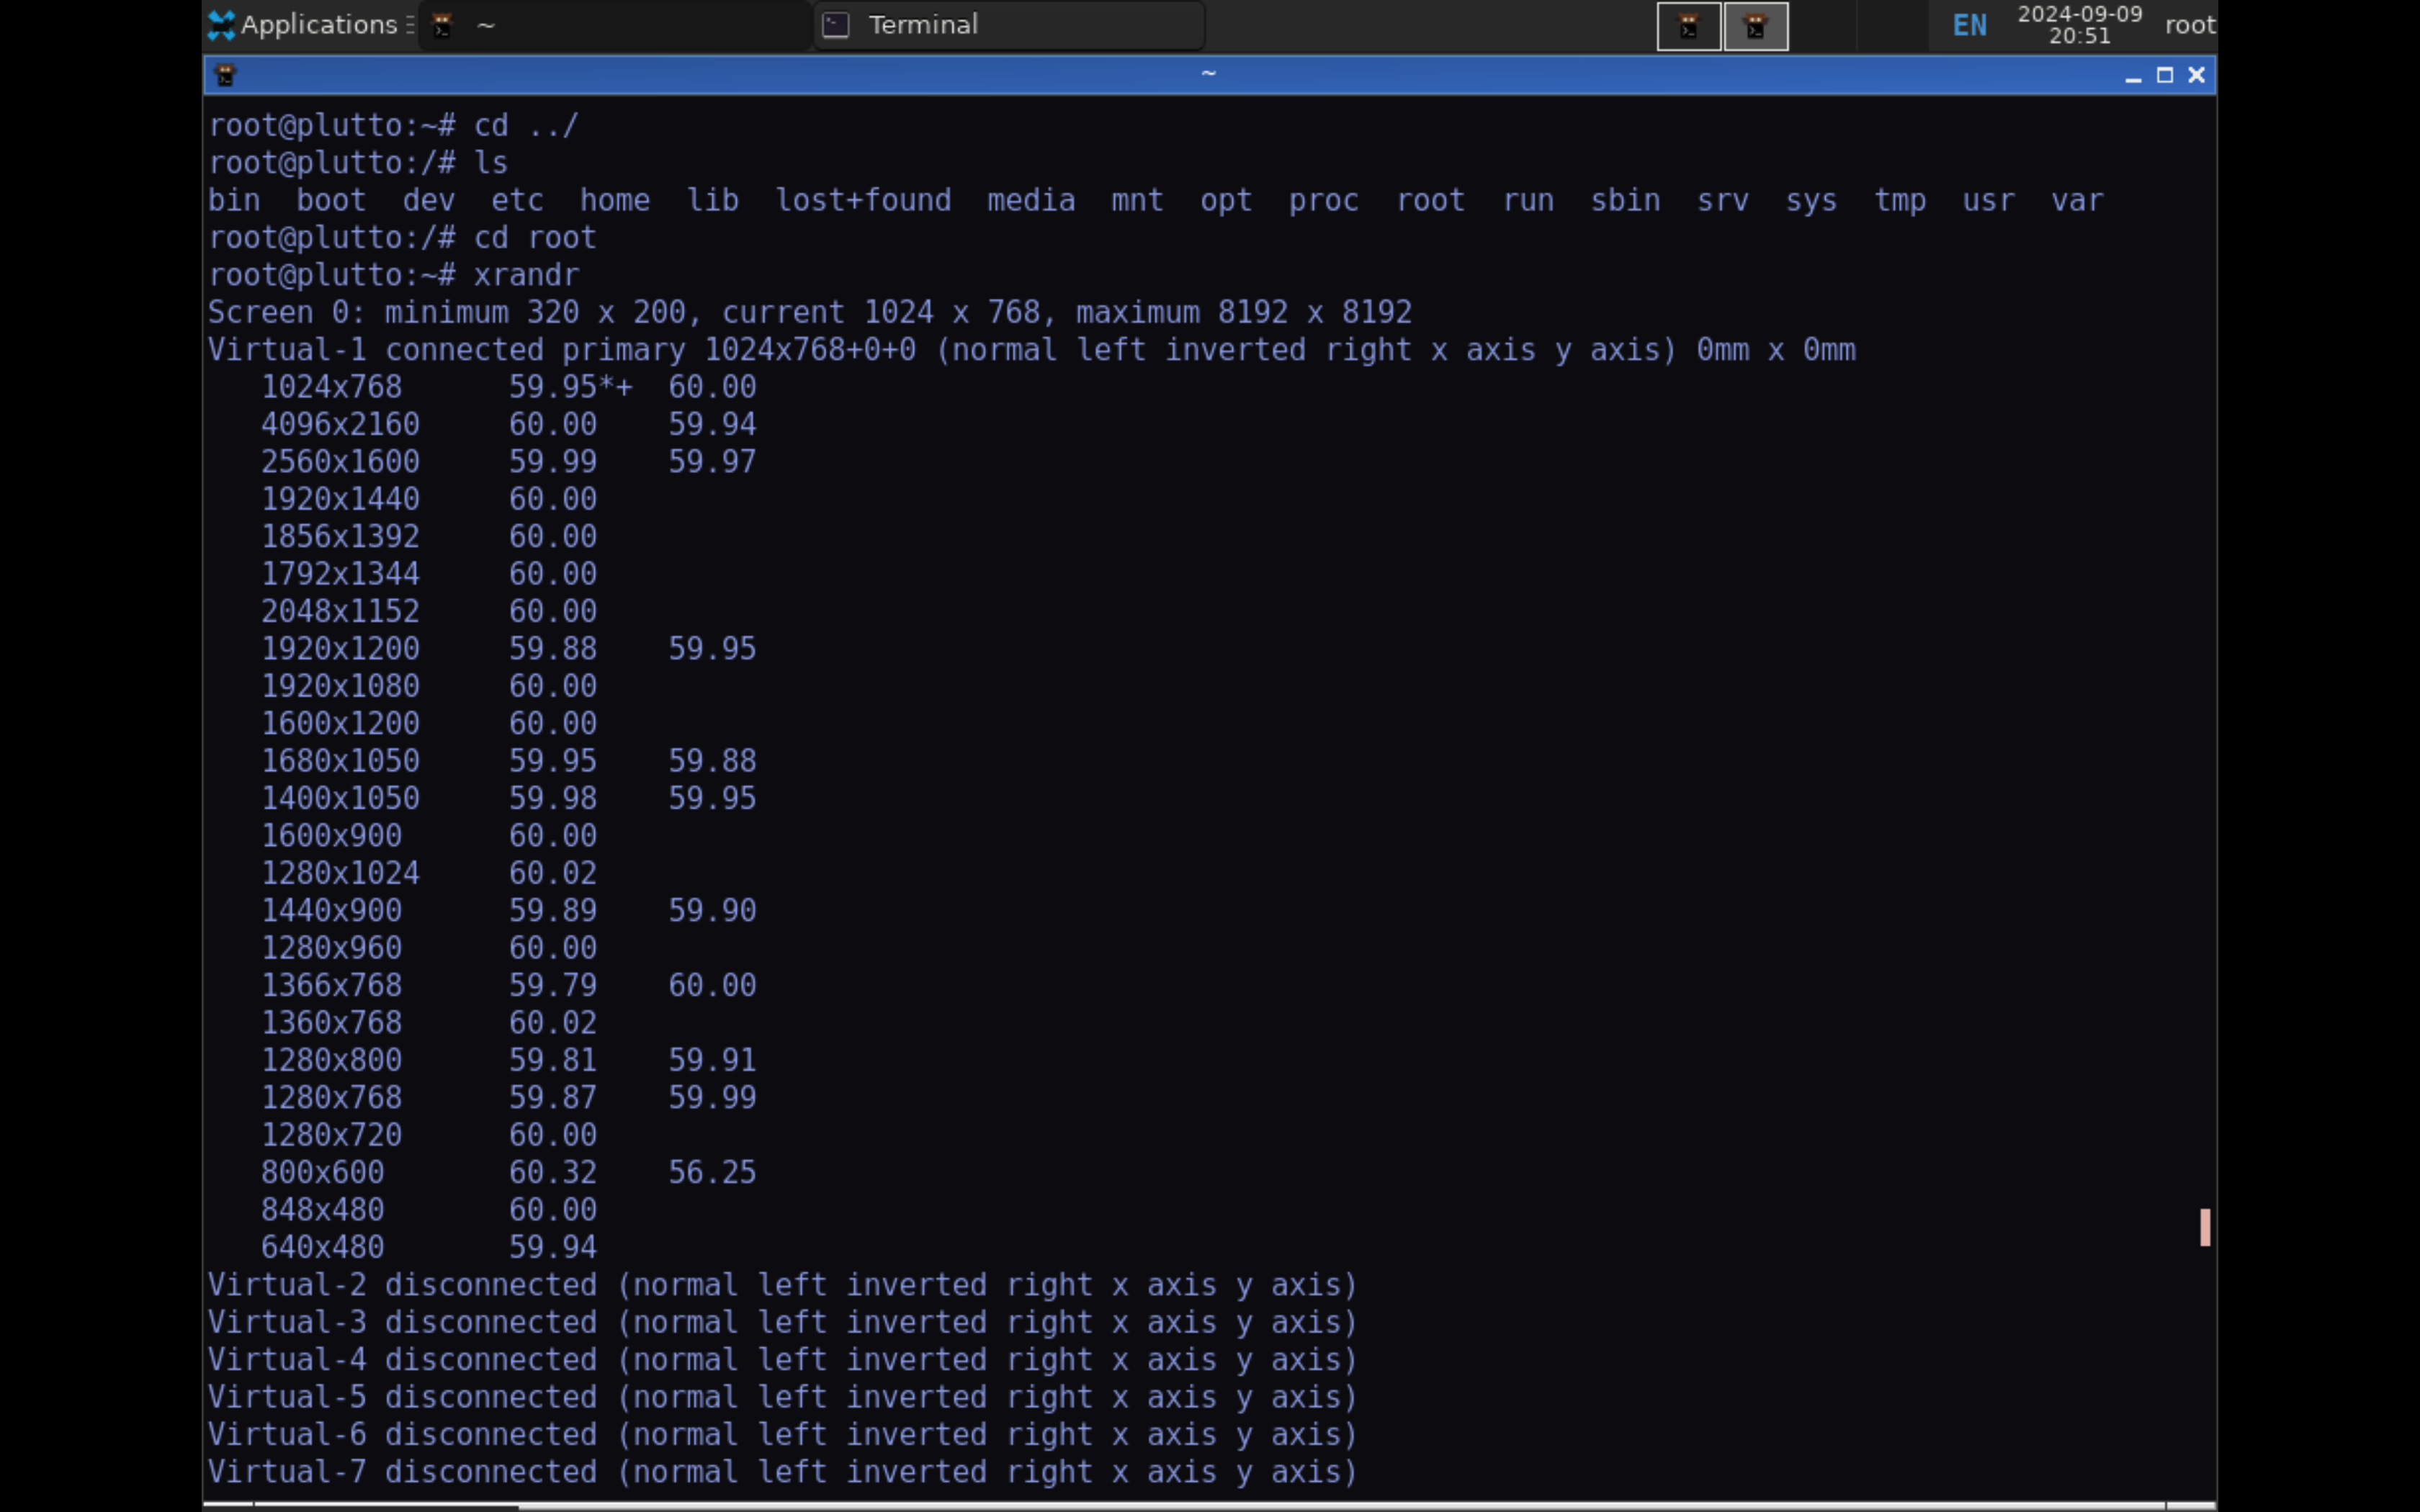 Applications ~ Terminal EN 2024-09-09 root
20:51
~
root@plutto:~# cd ../
root@plutto:/# ls
bin  boot  dev  etc  home  lib  lost+found  media  mnt  opt  proc  root  run  sbin  srv  sys  tmp  usr  var
root@plutto:/# cd root
root@plutto:~# xrandr
Screen 0: minimum 320 x 200, current 1024 x 768, maximum 8192 x 8192
Virtual-1 connected primary 1024x768+0+0 (normal left inverted right x axis y axis) 0mm x 0mm
   1024x768      59.95*+  60.00
   4096x2160     60.00    59.94
   2560x1600     59.99    59.97
   1920x1440     60.00
   1856x1392     60.00
   1792x1344     60.00
   2048x1152     60.00
   1920x1200     59.88    59.95
   1920x1080     60.00
   1600x1200     60.00
   1680x1050     59.95    59.88
   1400x1050     59.98    59.95
   1600x900      60.00
   1280x1024     60.02
   1440x900      59.89    59.90
   1280x960      60.00
   1366x768      59.79    60.00
   1360x768      60.02
   1280x800      59.81    59.91
   1280x768      59.87    59.99
   1280x720      60.00
   800x600       60.32    56.25
   848x480       60.00
   640x480       59.94
Virtual-2 disconnected (normal left inverted right x axis y axis)
Virtual-3 disconnected (normal left inverted right x axis y axis)
Virtual-4 disconnected (normal left inverted right x axis y axis)
Virtual-5 disconnected (normal left inverted right x axis y axis)
Virtual-6 disconnected (normal left inverted right x axis y axis)
Virtual-7 disconnected (normal left inverted right x axis y axis)